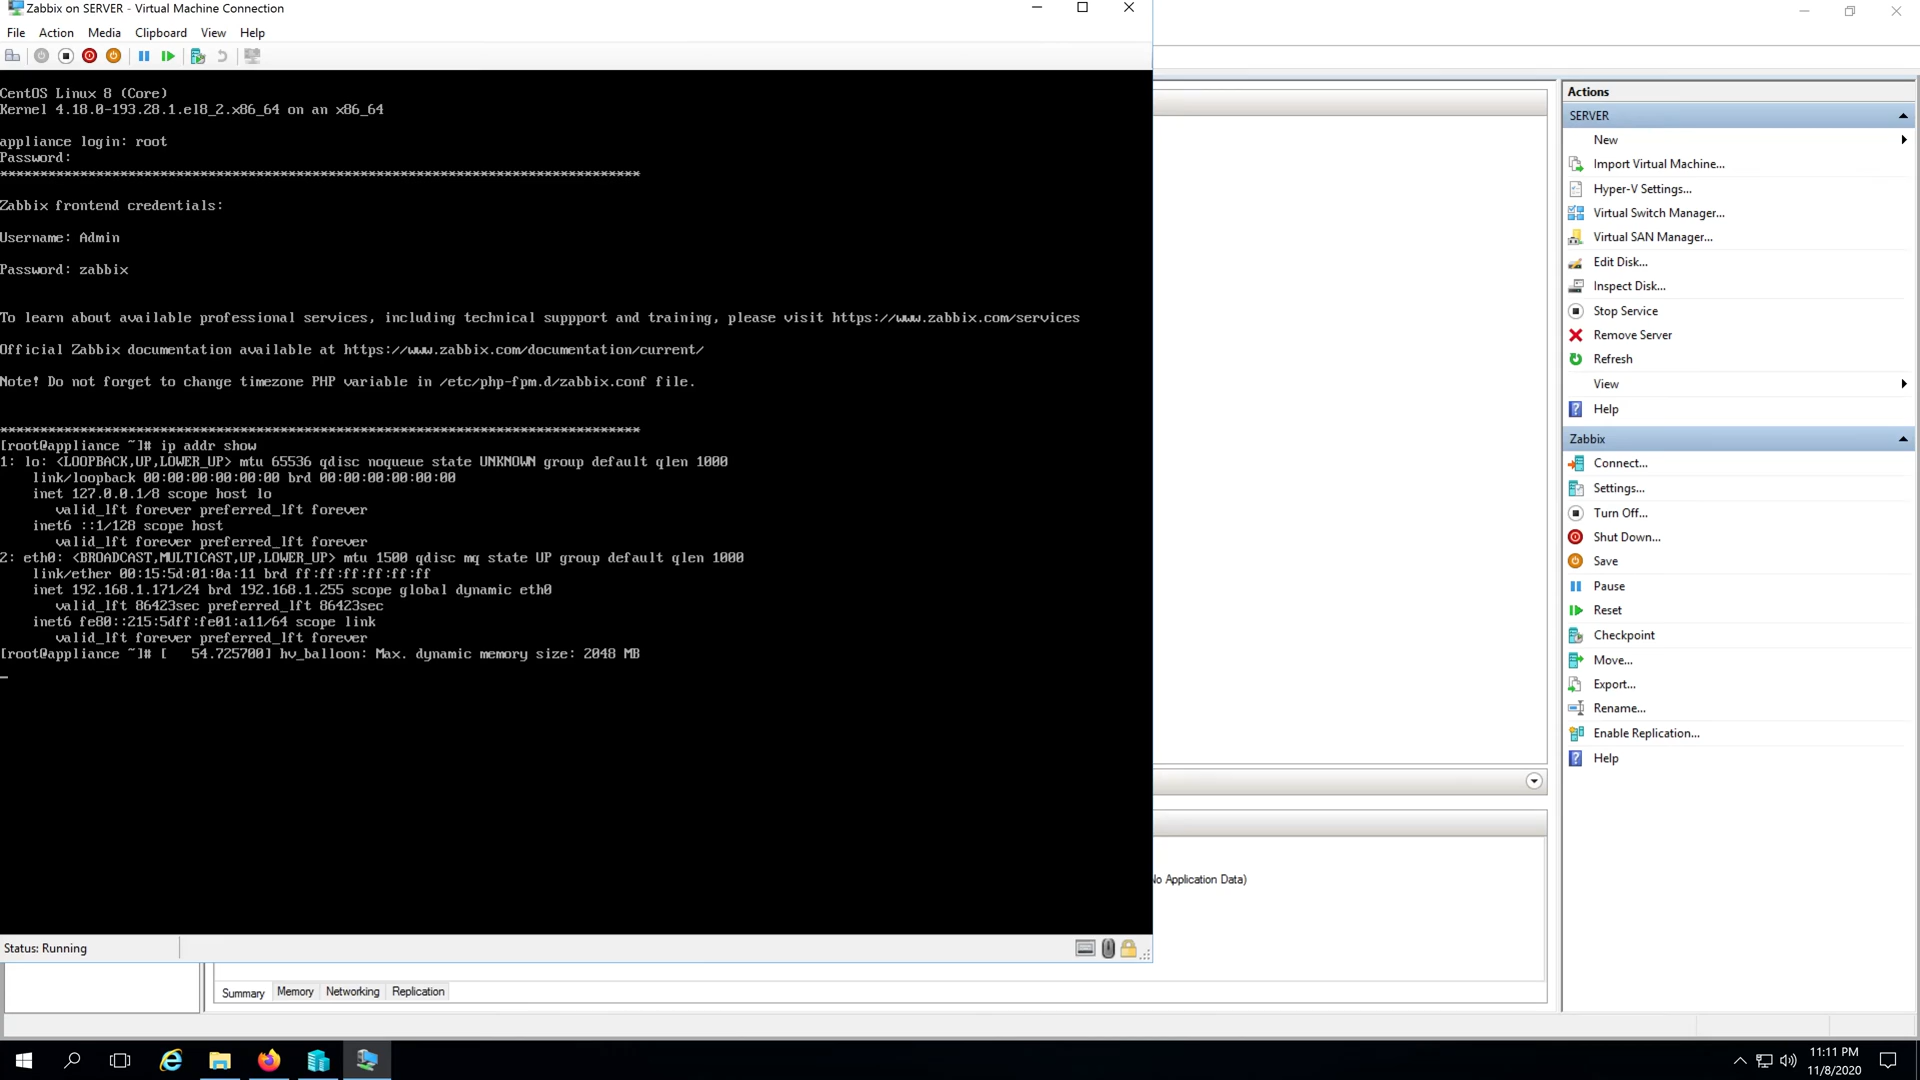 Zabbix on SERVER - Virtual Machine Connection
File Action Media Clipboard View Help
CentOS Linux 8 (Core)
Kernel 4.18.0-193.28.1.el8_2.x86_64 on an x86_64
appliance login: root
Password:
********************************************************************************
Zabbix frontend credentials:
Username: Admin
Password: zabbix
To learn about available professional services, including technical suppport and training, please visit https://www.zabbix.com/services
Official Zabbix documentation available at https://www.zabbix.com/documentation/current/
Note! Do not forget to change timezone PHP variable in /etc/php-fpm.d/zabbix.conf file.
********************************************************************************
[root@appliance ~]# ip addr show
1: lo: <LOOPBACK,UP,LOWER_UP> mtu 65536 qdisc noqueue state UNKNOWN group default qlen 1000
link/loopback 00:00:00:00:00:00 brd 00:00:00:00:00:00
inet 127.0.0.1/8 scope host lo
valid_lft forever preferred_lft forever
inet6 ::1/128 scope host
valid_lft forever preferred_lft forever
2: eth0: <BROADCAST,MULTICAST,UP,LOWER_UP> mtu 1500 qdisc mq state UP group default qlen 1000
link/ether 00:15:5d:01:0a:11 brd ff:ff:ff:ff:ff:ff
inet 192.168.1.171/24 brd 192.168.1.255 scope global dynamic eth0
valid_lft 86423sec preferred_lft 86423sec
inet6 fe80::215:5dff:fe01:a11/64 scope link
valid_lft forever preferred_lft forever
[root@appliance ~]# [   54.725700] hv_balloon: Max. dynamic memory size: 2048 MB
Status: Running
No Application Data)
Summary Memory Networking Replication
Actions
SERVER
New
Import Virtual Machine...
Hyper-V Settings...
Virtual Switch Manager...
Virtual SAN Manager...
Edit Disk...
Inspect Disk...
Stop Service
Remove Server
Refresh
View
Help
Zabbix
Connect...
Settings...
Turn Off...
Shut Down...
Save
Pause
Reset
Checkpoint
Move...
Export...
Rename...
Enable Replication...
Help
11:11 PM
11/8/2020